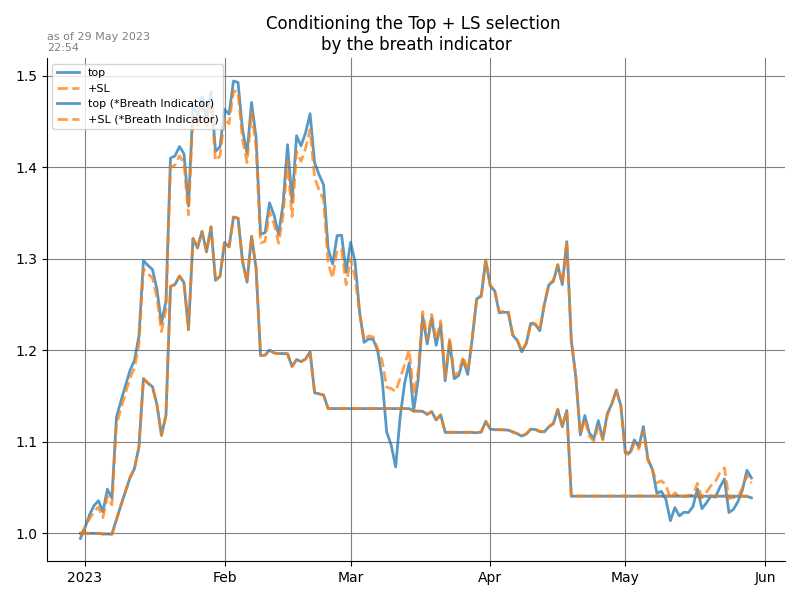 Conditioning the Top + LS selection
by the breath indicator
as of 29 May 2023
22:54
top
+SL
top (*Breath Indicator)
+SL (*Breath Indicator)
1.5
1.4
1.3
1.2
1.1
1.0
2023 Feb Mar Apr May Jun